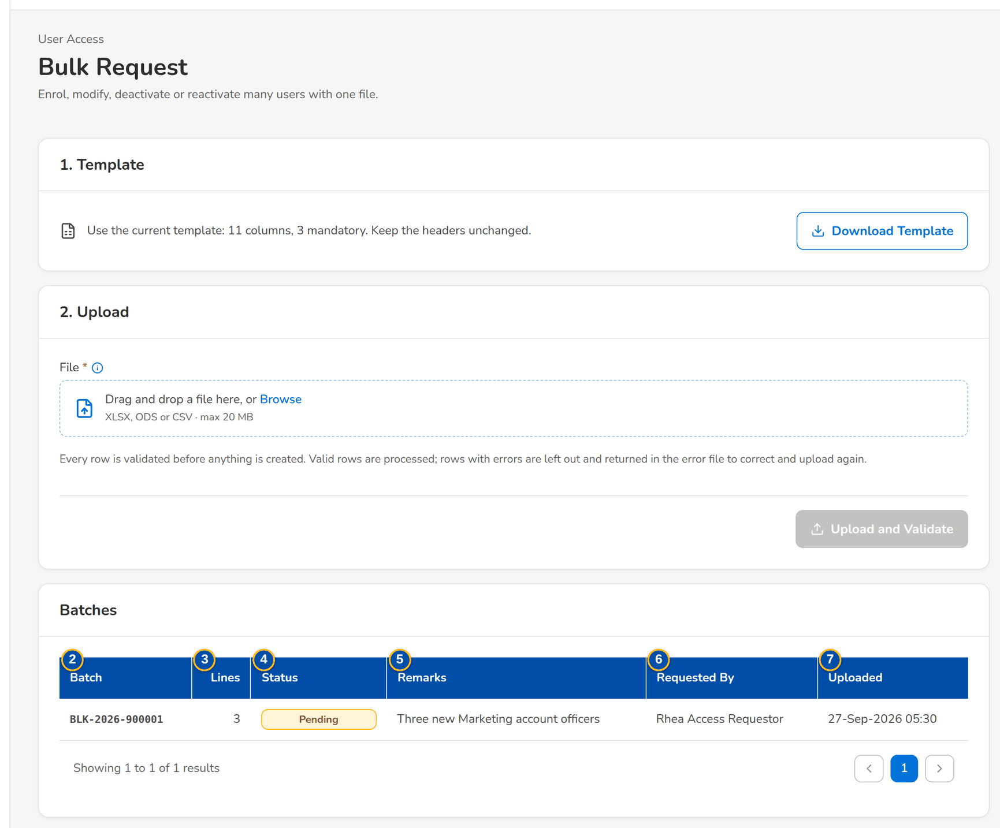 User Access
Bulk Request
Enrol, modify, deactivate or reactivate many users with one file.
1. Template
Use the current template: 11 columns, 3 mandatory. Keep the headers unchanged.
Download Template
2. Upload
File *
Drag and drop a file here, or Browse
XLSX, ODS or CSV · max 20 MB
Every row is validated before anything is created. Valid rows are processed; rows with errors are left out and returned in the error file to correct and upload again.
Upload and Validate
Batches
2 3 4 5 6 7
Batch Lines Status Remarks Requested By Uploaded
BLK-2026-900001 3 Pending Three new Marketing account officers Rhea Access Requestor 27-Sep-2026 05:30
Showing 1 to 1 of 1 results
1